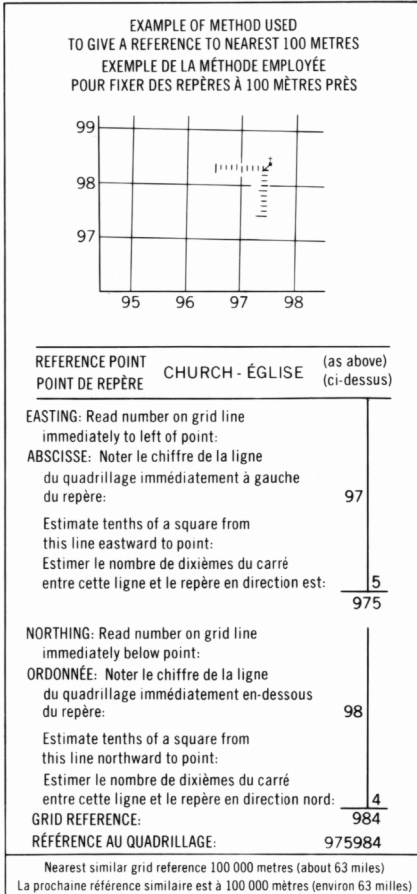 EXAMPLE OF METHOD USED
TO GIVE A REFERENCE TO NEAREST 100 METRES
EXEMPLE DE LA MÉTHODE EMPLOYÉE
POUR FIXER DES REPÈRES À 100 MÈTRES PRÈS
99
98
97
95 96 97 98
REFERENCE POINT CHURCH - ÉGLISE (as above)
POINT DE REPÈRE (ci-dessus)
EASTING: Read number on grid line
immediately to left of point:
ABSCISSE: Noter le chiffre de la ligne
du quadrillage immédiatement à gauche
du repère: 97
Estimate tenths of a square from
this line eastward to point:
Estimer le nombre de dixièmes du carré
entre cette ligne et le repère en direction est: 5
975
NORTHING: Read number on grid line
immediately below point:
ORDONNÉE: Noter le chiffre de la ligne
du quadrillage immédiatement en-dessous
du repère: 98
Estimate tenths of a square from
this line northward to point:
Estimer le nombre de dixièmes du carré
entre cette ligne et le repère en direction nord: 4
GRID REFERENCE: 984
RÉFÉRENCE AU QUADRILLAGE: 975984
Nearest similar grid reference 100 000 metres (about 63 miles)
La prochaine référence similaire est à 100 000 mètres (environ 63 milles)